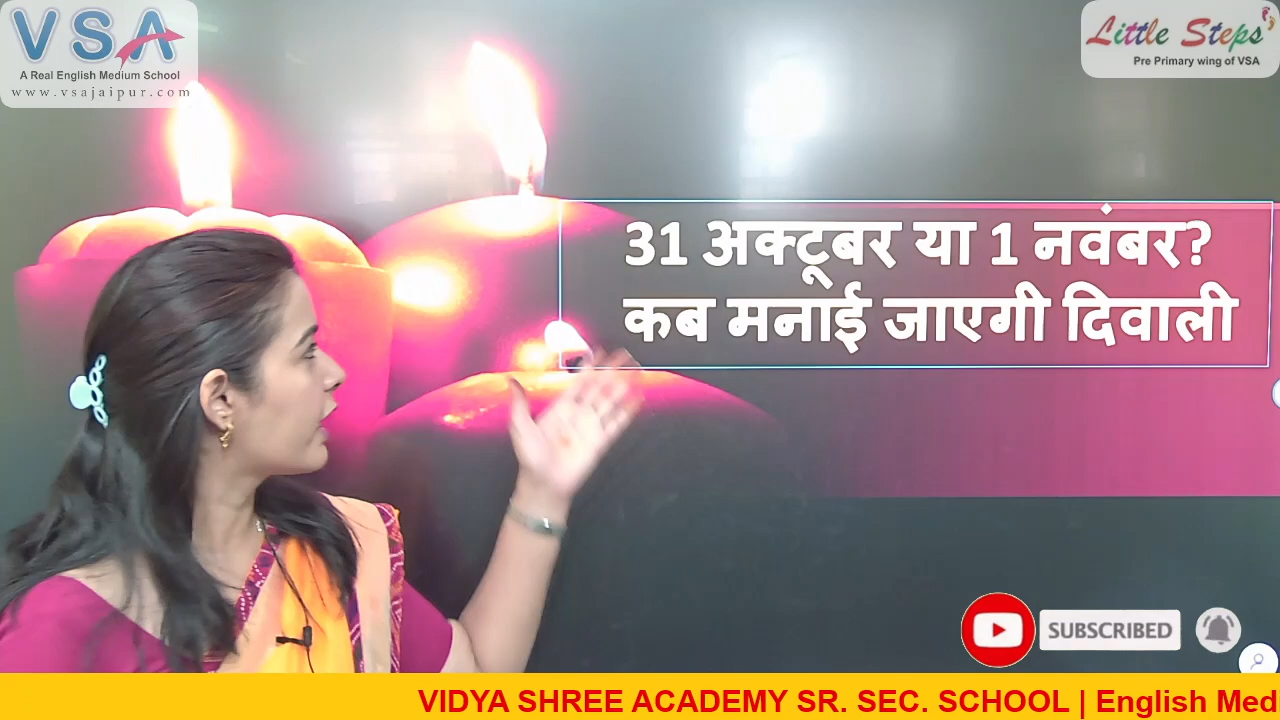 VSA
A Real English Medium School
www.vsajaipur.com
Little Steps
Pre Primary wing of VSA
31 अक्टूबर या 1 नवंबर?
कब मनाई जाएगी दिवाली
SUBSCRIBED
VIDYA SHREE ACADEMY SR. SEC. SCHOOL | English Med